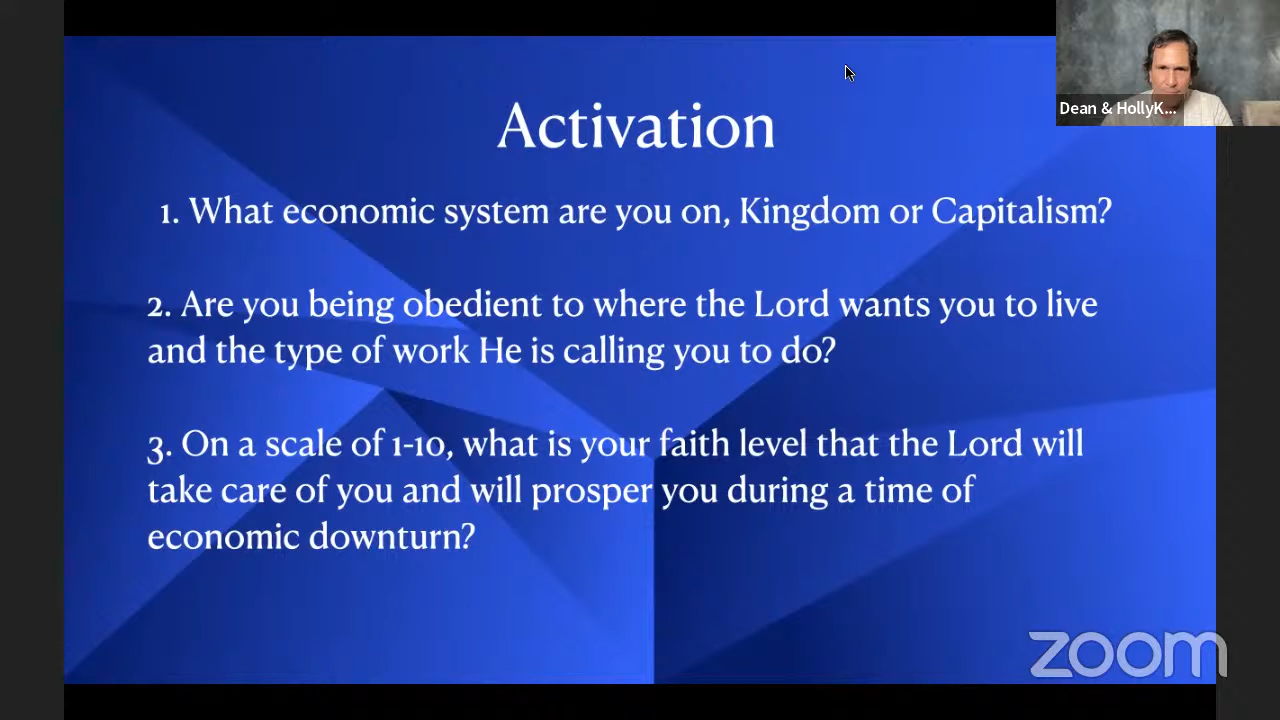 Dean & HollyK...
Activation
1. What economic system are you on, Kingdom or Capitalism?
2. Are you being obedient to where the Lord wants you to live
and the type of work He is calling you to do?
3. On a scale of 1-10, what is your faith level that the Lord will
take care of you and will prosper you during a time of
economic downturn?
zoom